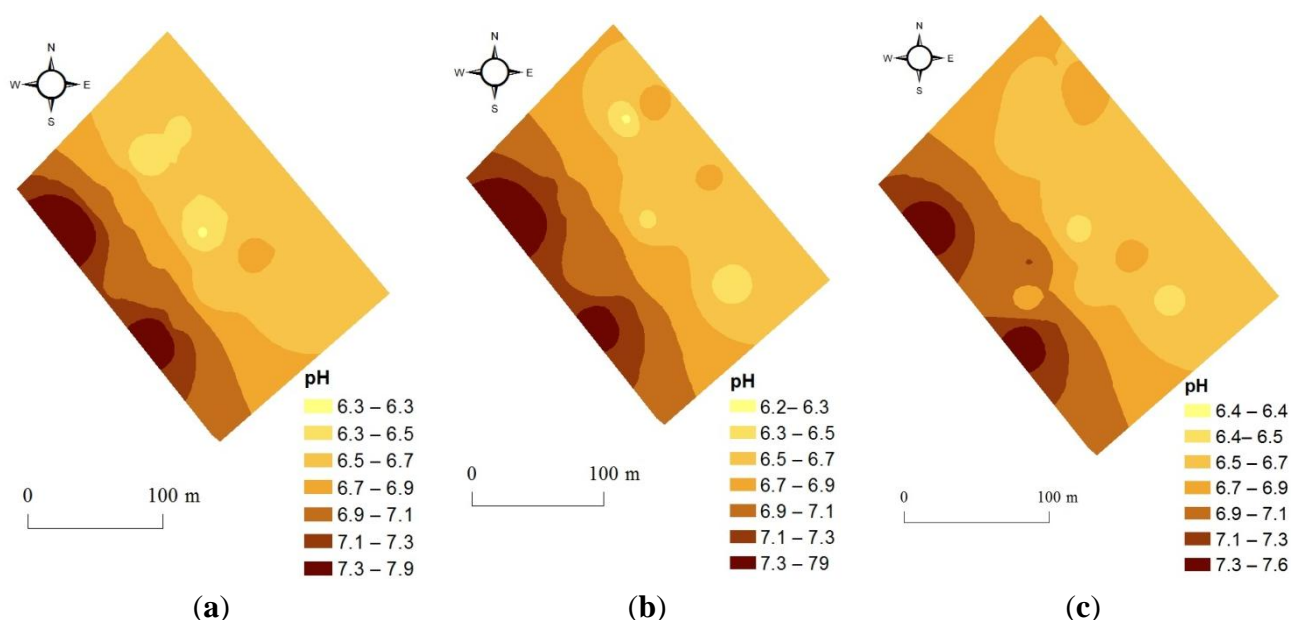 N
W E
S
pH
6.3 – 6.3
6.3 – 6.5
6.5 – 6.7
6.7 – 6.9
6.9 – 7.1
7.1 – 7.3
7.3 – 7.9
0 100 m
(a)
N
W E
S
pH
6.2– 6.3
6.3 – 6.5
6.5 – 6.7
6.7 – 6.9
6.9 – 7.1
7.1 – 7.3
7.3 – 79
0 100 m
(b)
N
W E
S
pH
6.4 – 6.4
6.4– 6.5
6.5 – 6.7
6.7 – 6.9
6.9 – 7.1
7.1 – 7.3
7.3 – 7.6
0 100 m
(c)